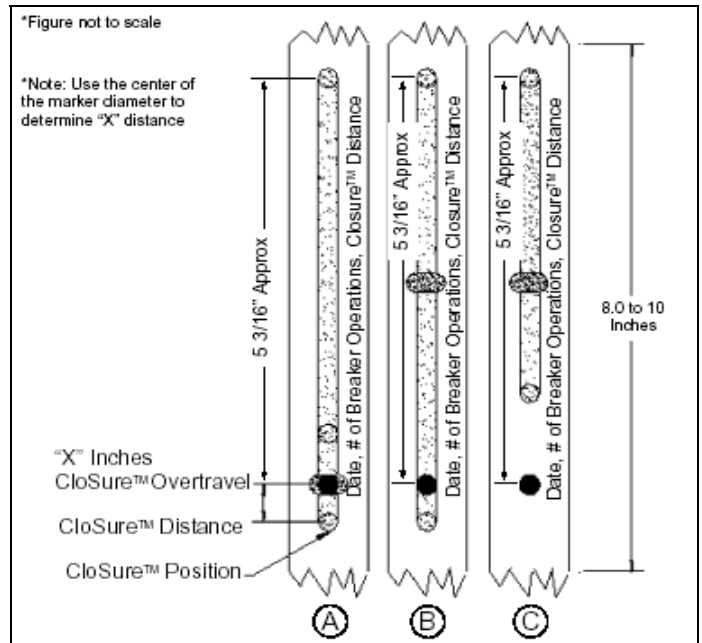 *Figure not to scale
*Note: Use the center of
the marker diameter to
determine "X" distance
5 3/16" Approx
Date, # of Breaker Operations, Closure™ Distance
5 3/16" Approx
Date, # of Breaker Operations, Closure™ Distance
5 3/16" Approx
Date, # of Breaker Operations, Closure™ Distance
8.0 to 10
Inches
"X" Inches
CloSure™ Overtravel
CloSure™ Distance
CloSure™ Position
A
B
C